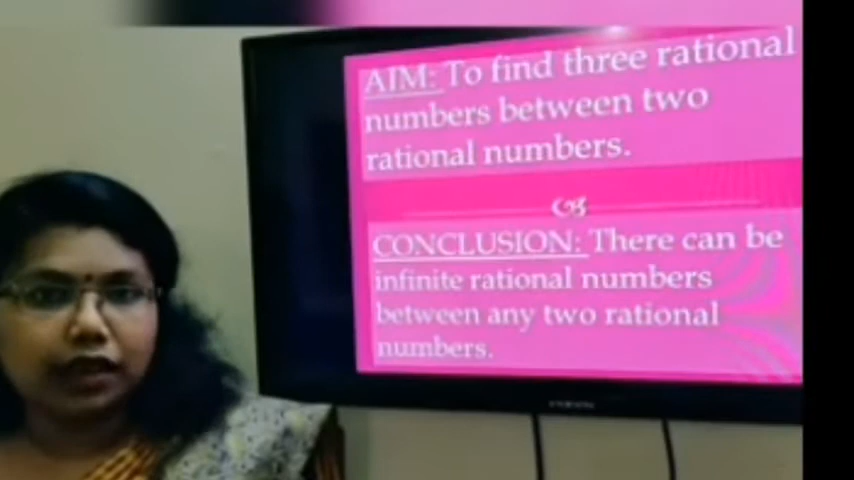 AIM: To find three rational
numbers between two
rational numbers.
CONCLUSION: There can be
infinite rational numbers
between any two rational
numbers.